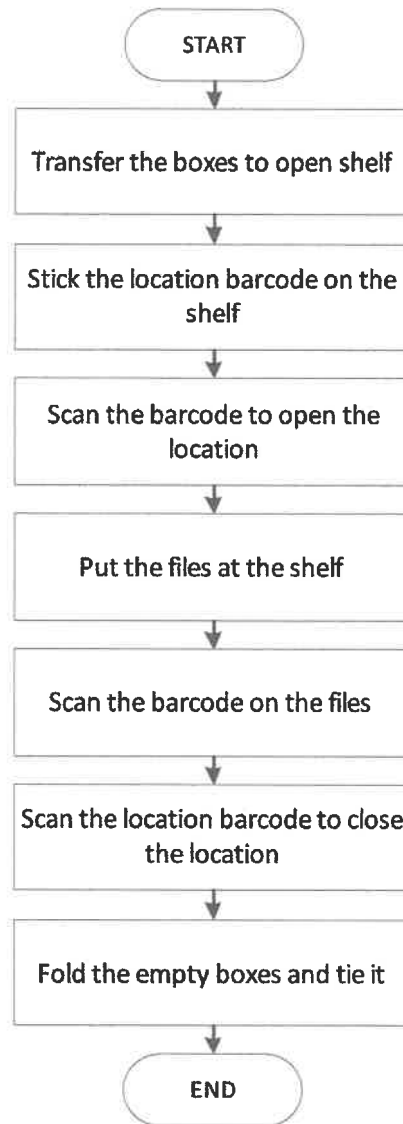 START
Transfer the boxes to open shelf
Stick the location barcode on the
shelf
Scan the barcode to open the
location
Put the files at the shelf
Scan the barcode on the files
Scan the location barcode to close
the location
Fold the empty boxes and tie it
END